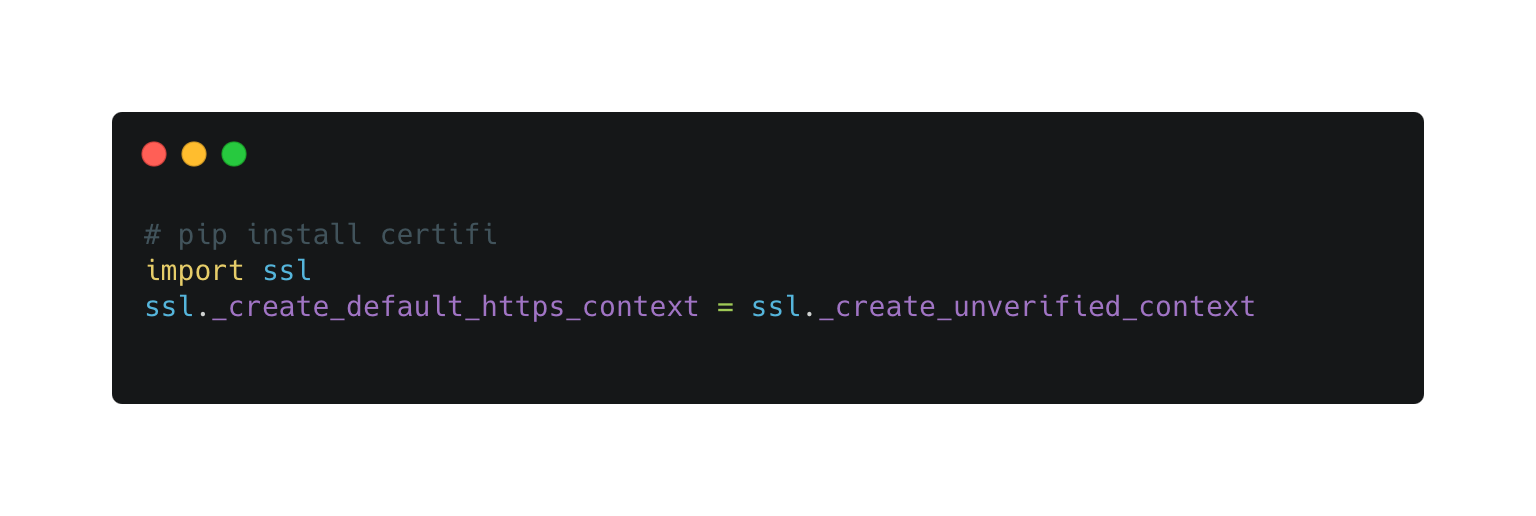 # pip install certifi
import ssl
ssl._create_default_https_context = ssl._create_unverified_context